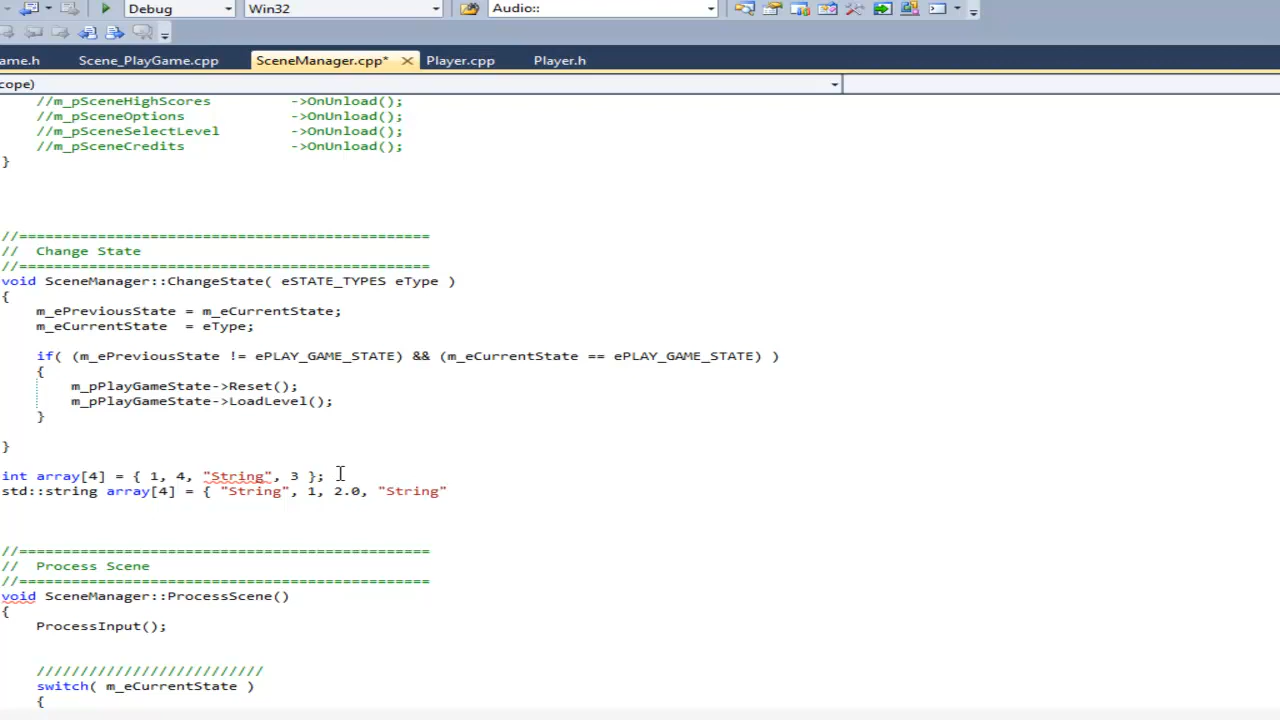 Debug Win32 Audio::
ame.h Scene_PlayGame.cpp SceneManager.cpp* Player.cpp Player.h
cope)
//m_pSceneHighScores ->OnUnload();
//m_pSceneOptions ->OnUnload();
//m_pSceneSelectLevel ->OnUnload();
//m_pSceneCredits ->OnUnload();
}
//===============================================
// Change State
//===============================================
void SceneManager::ChangeState( eSTATE_TYPES eType )
{
m_ePreviousState = m_eCurrentState;
m_eCurrentState = eType;
if( (m_ePreviousState != ePLAY_GAME_STATE) && (m_eCurrentState == ePLAY_GAME_STATE) )
{
m_pPlayGameState->Reset();
m_pPlayGameState->LoadLevel();
}
}
int array[4] = { 1, 4, "String", 3 };
std::string array[4] = { "String", 1, 2.0, "String"
//===============================================
// Process Scene
//===============================================
void SceneManager::ProcessScene()
{
ProcessInput();
//////////////////////////
switch( m_eCurrentState )
{